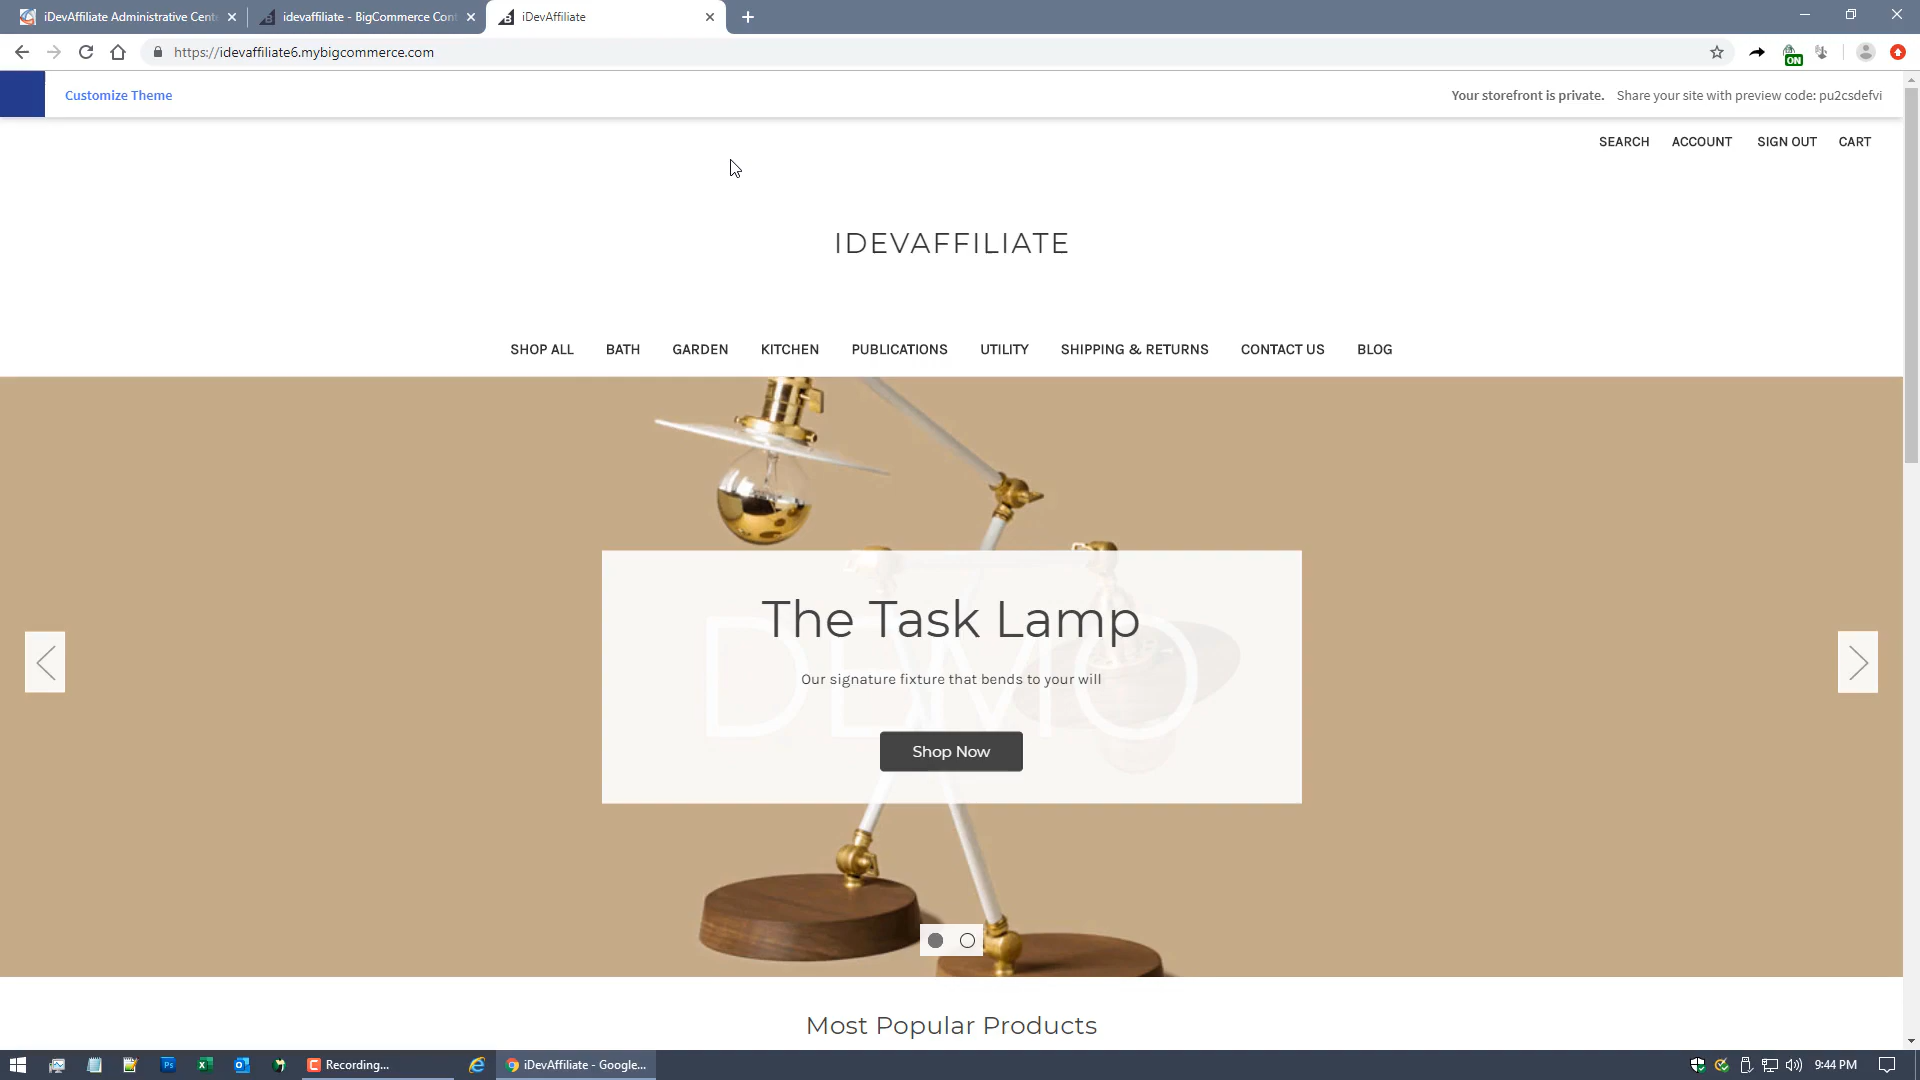 iDevAffiliate Administrative Cent
idevaffiliate - BigCommerce Cont
iDevAffiliate
https://idevaffiliate6.mybigcommerce.com
ON
Customize Theme
Your storefront is private. Share your site with preview code: pu2csdefvi
SEARCH ACCOUNT SIGN OUT CART
IDEVAFFILIATE
SHOP ALL BATH GARDEN KITCHEN PUBLICATIONS UTILITY SHIPPING & RETURNS CONTACT US BLOG
The Task Lamp
DEMO
Our signature fixture that bends to your will
Shop Now
Most Popular Products
Recording...
iDevAffiliate - Google...
9:44 PM